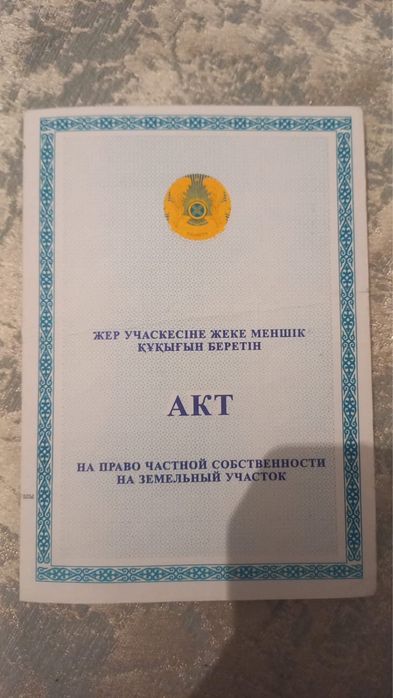 ЖЕР УЧАСКЕСІНЕ ЖЕКЕ МЕНШІК
ҚҰҚЫҒЫН БЕРЕТІН
АКТ
НА ПРАВО ЧАСТНОЙ СОБСТВЕННОСТИ
НА ЗЕМЕЛЬНЫЙ УЧАСТОК